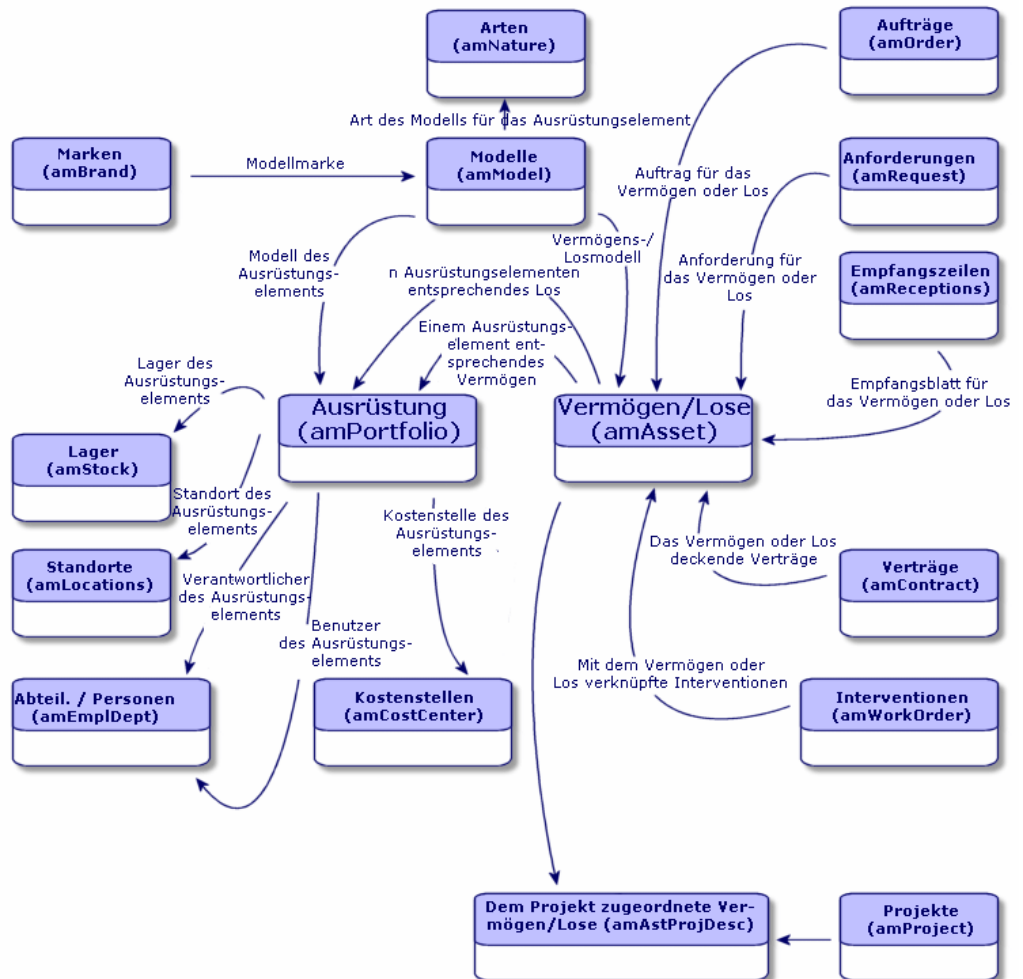 Arten
(amNature)
Aufträge
(amOrder)
Art des Modells für das Ausrüstungselement
Marken
(amBrand)
Modellmarke
Modelle
(amModel)
Auftrag für das
Vermögen oder Los
Anforderungen
(amRequest)
Modell des
Ausrüstungs-
elements
n Ausrüstungselementen
entsprechendes Los
Vermögens-/
Losmodell
Anforderung für
das Vermögen oder
Los
Empfangszeilen
(amReceptions)
Einem Ausrüstungs-
element ent-
sprechendes
Vermögen
Lager des
Ausrüstungs-
elements
Empfangsblatt für
das Vermögen oder Los
Ausrüstung
(amPortfolio)
Vermögen/Lose
(amAsset)
Lager
(amStock)
Standort des
Ausrüstungs-
elements
Kostenstelle des
Ausrüstungs-
elements
Das Vermögen oder Los
deckende Verträge
Standorte
(amLocations)
Verträge
(amContract)
Verantwortlicher
des Ausrüstungs-
elements
Benutzer
des Ausrüstungs-
elements
Mit dem Vermögen oder
Los verknüpfte Interventionen
Abteil. / Personen
(amEmplDept)
Kostenstellen
(amCostCenter)
Interventionen
(amWorkOrder)
Dem Projekt zugeordnete Ver-
mögen/Lose (amAstProjDesc)
Projekte
(amProject)